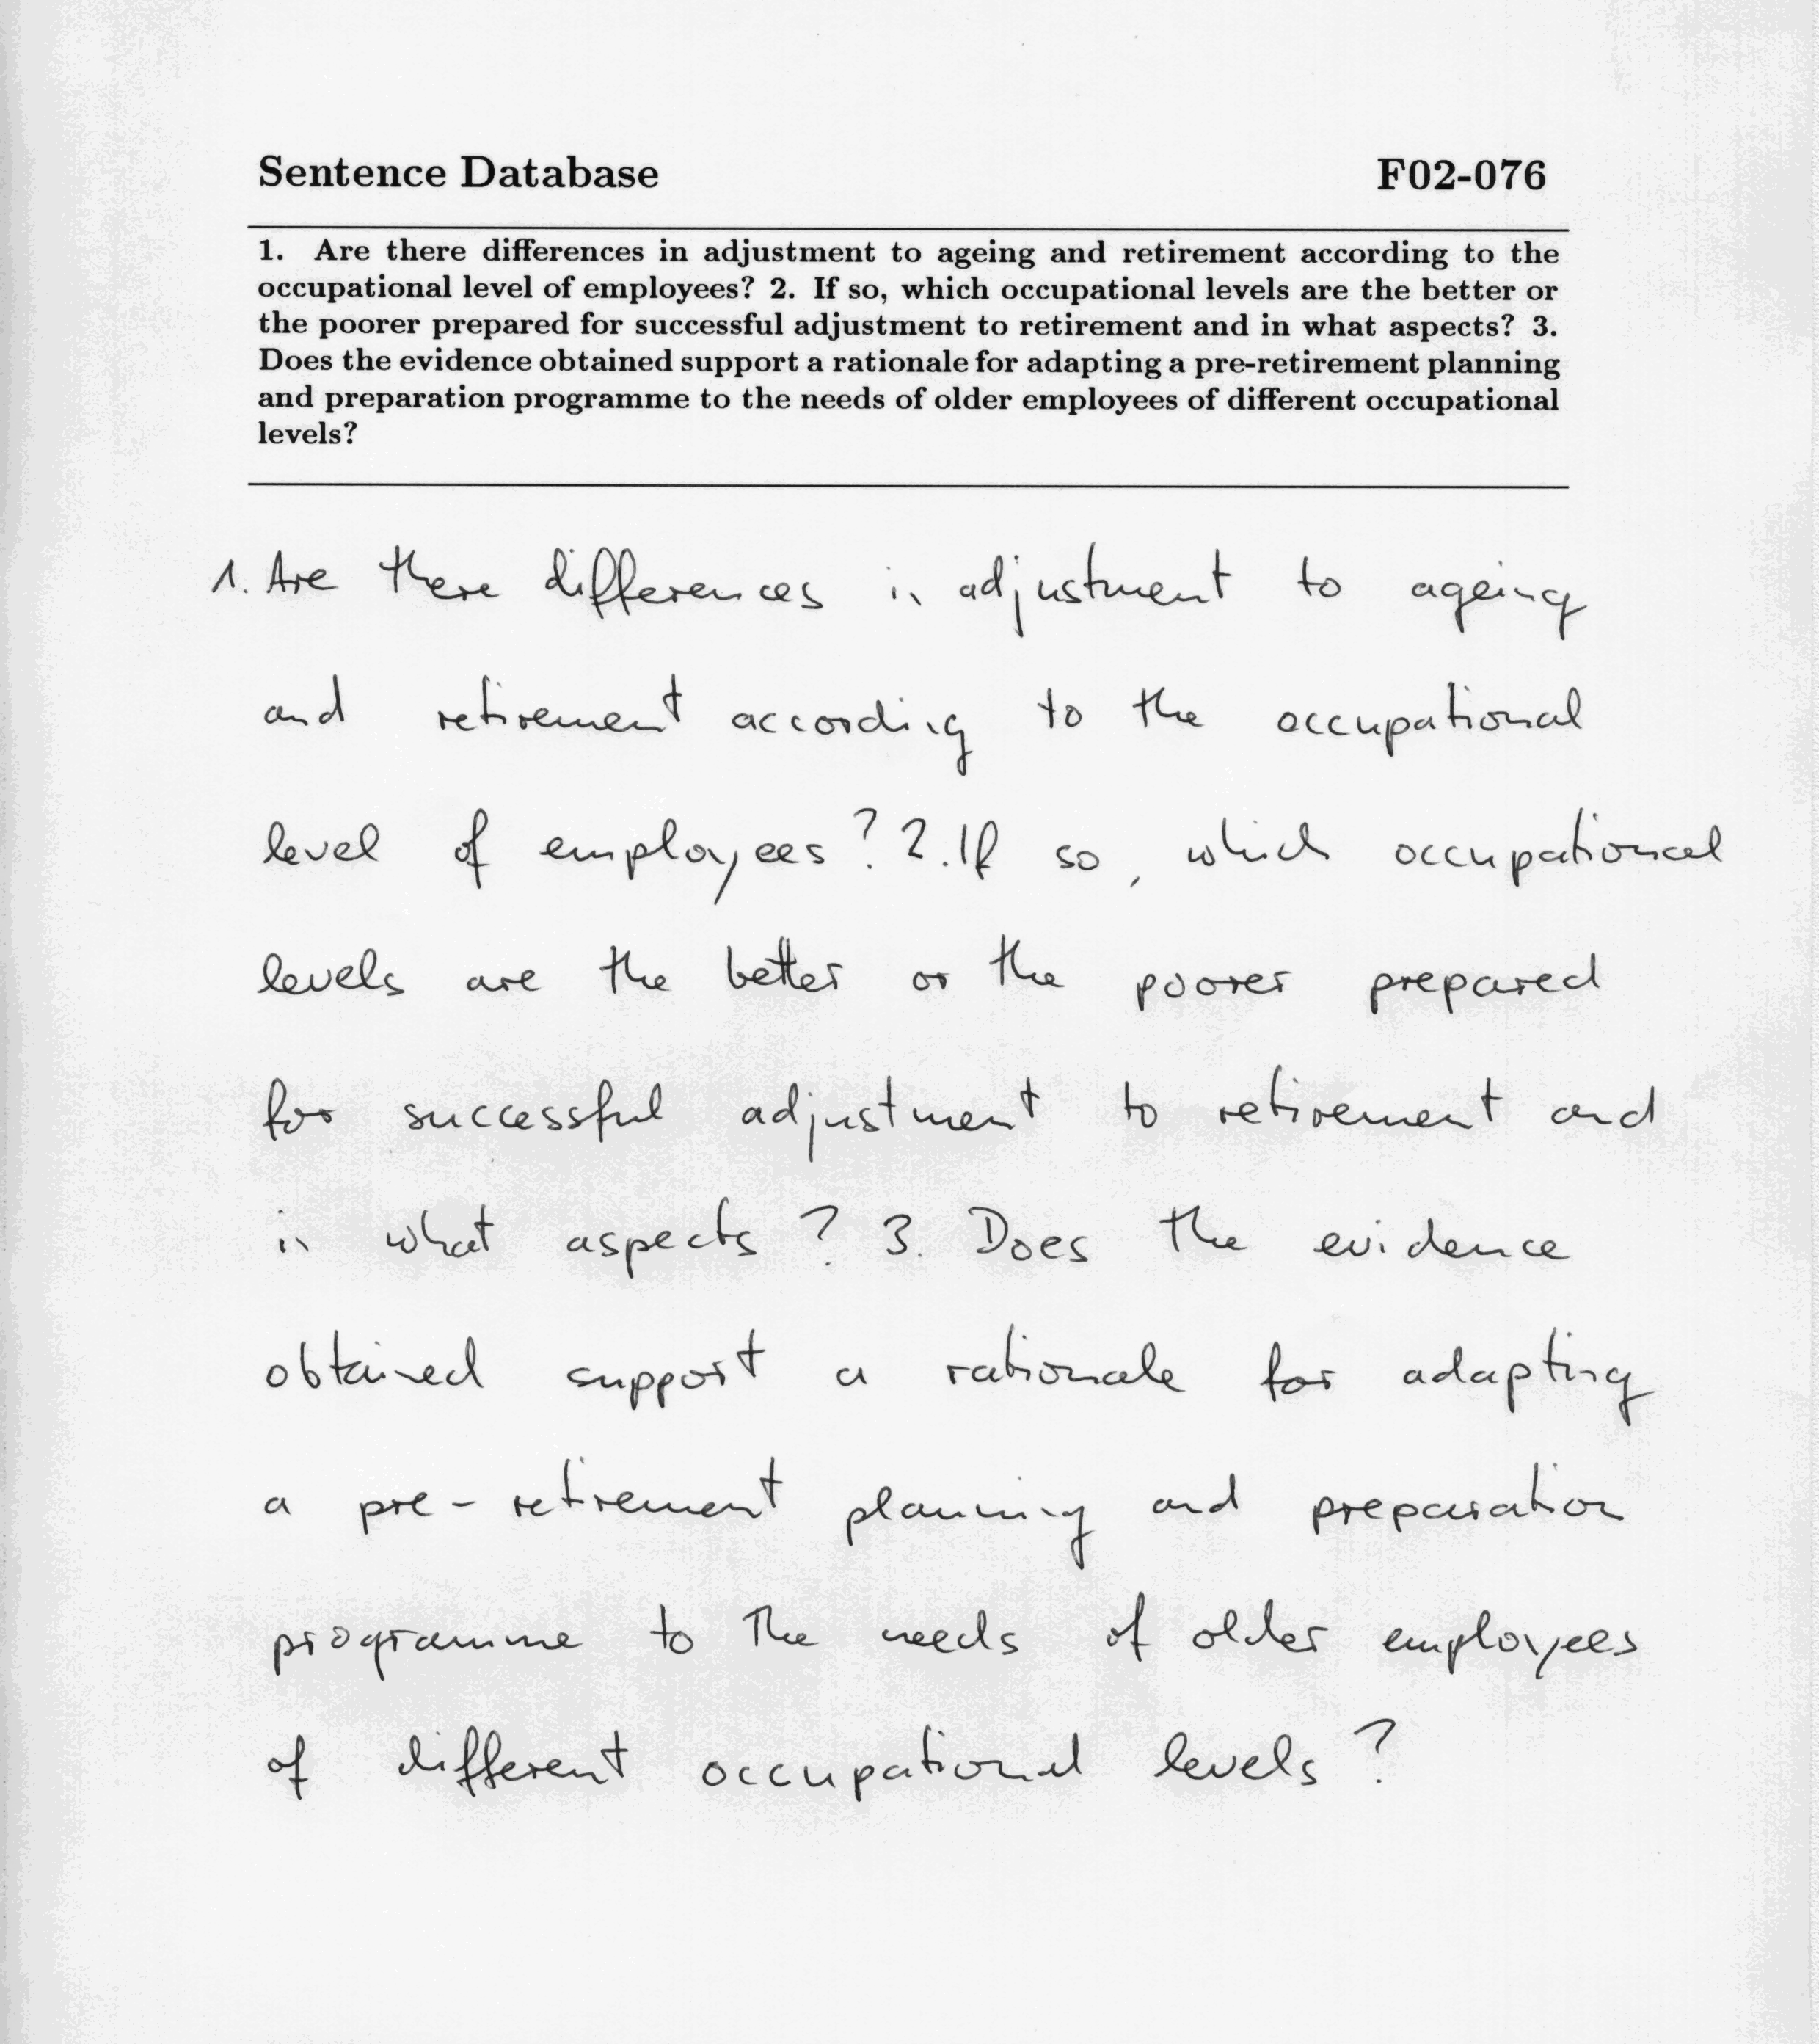 Sentence Database F02-076
1. Are there differences in adjustment to ageing and retirement according to the
occupational level of employees? 2. If so, which occupational levels are the better or
the poorer prepared for successful adjustment to retirement and in what aspects? 3.
Does the evidence obtained support a rationale for adapting a pre-retirement planning
and preparation programme to the needs of older employees of different occupational
levels?
1. Are there differences in adjustment to ageing
and retirement according to the occupational
level of employees? 2. If so, which occupational
levels are the better or the poorer prepared
for successful adjustment to retirement and
in what aspects? 3. Does the evidence
obtained support a rationale for adapting
a pre-retirement planning and preparation
programme to the needs of older employees
of different occupational levels?